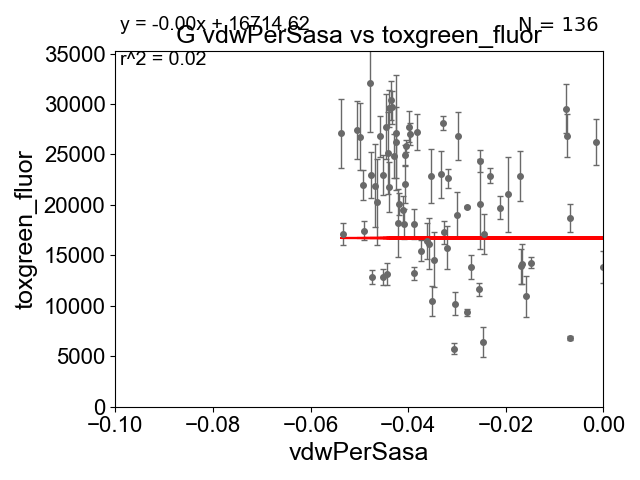 y = -0.00x + 16714.62
N = 136
G vdwPerSasa vs toxgreen_fluor
r^2 = 0.02
toxgreen_fluor
35000
30000
25000
20000
15000
10000
5000
0
−0.10 −0.08 −0.06 −0.04 −0.02 0.00
vdwPerSasa